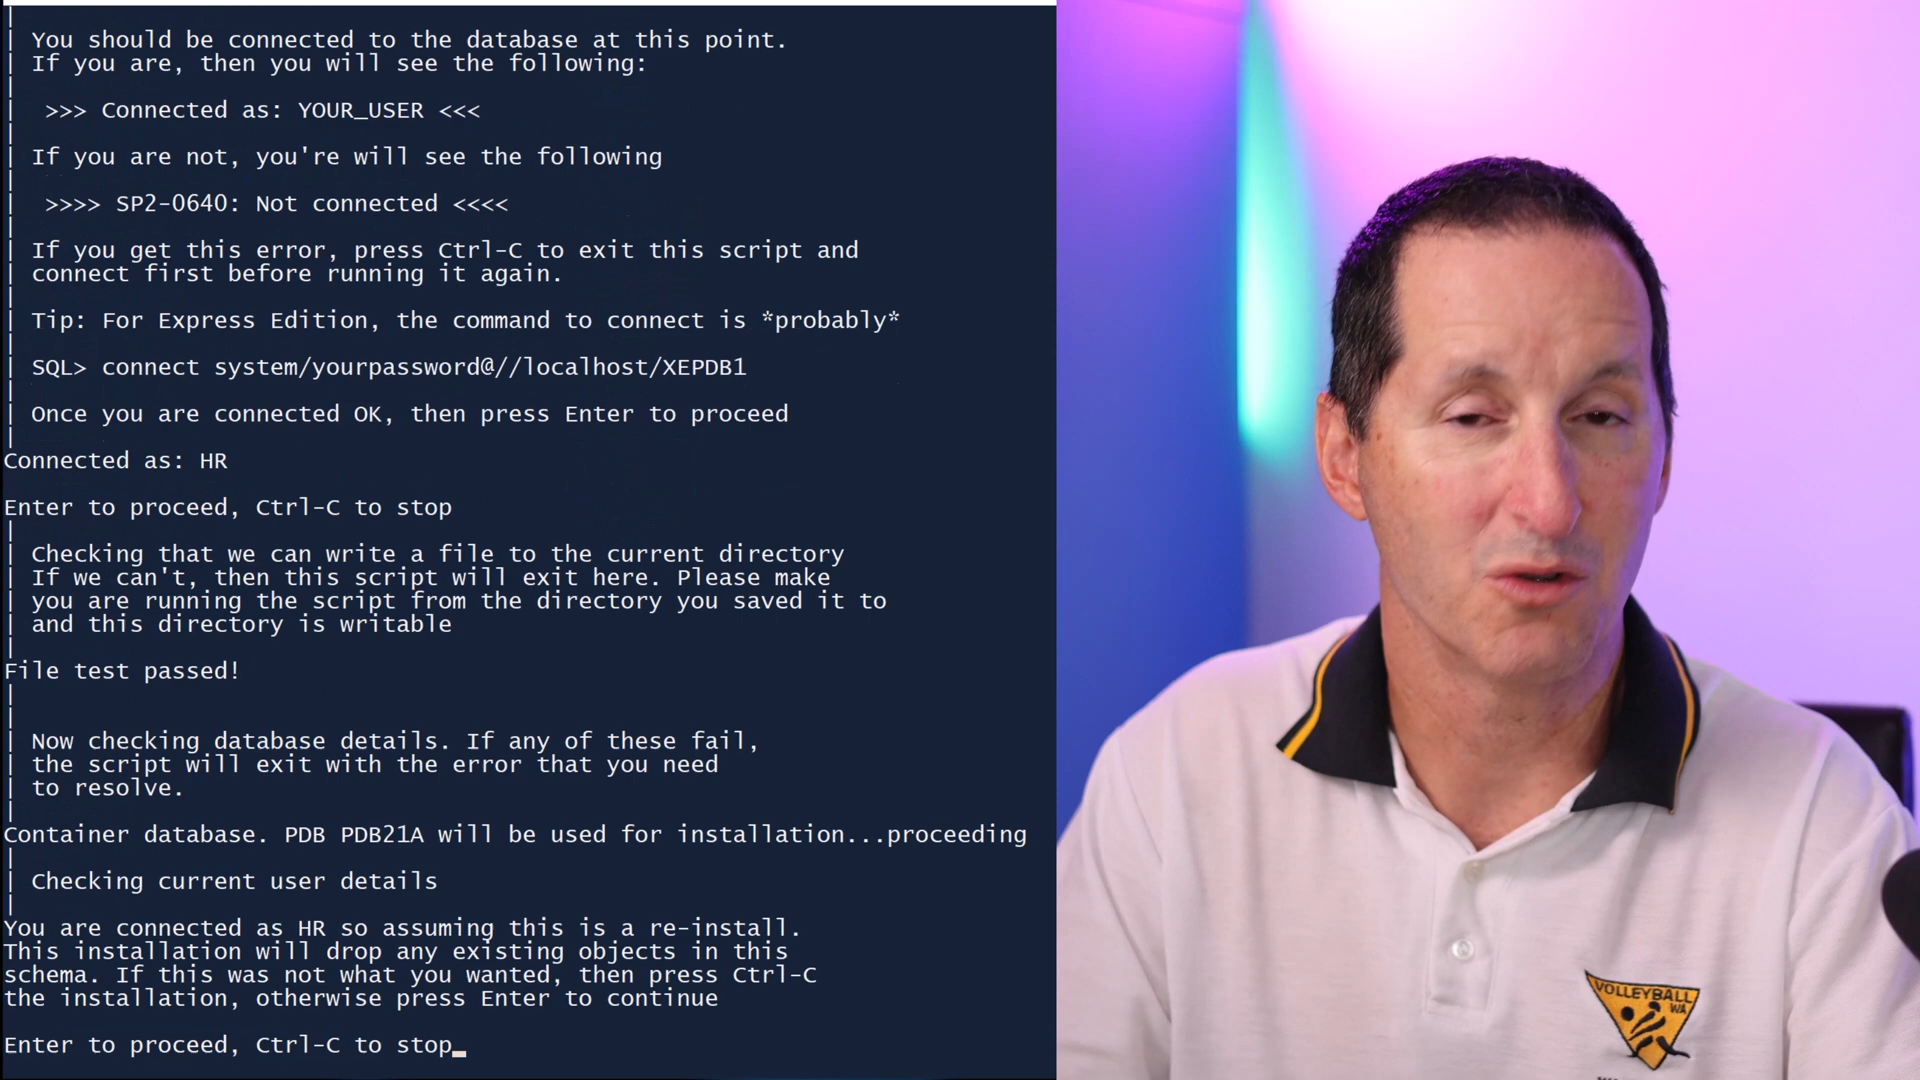 You should be connected to the database at this point.
If you are, then you will see the following:
>>> Connected as: YOUR_USER <<<
If you are not, you're will see the following
>>>> SP2-0640: Not connected <<<<
If you get this error, press Ctrl-C to exit this script and
connect first before running it again.
Tip: For Express Edition, the command to connect is *probably*
SQL> connect system/yourpassword@//localhost/XEPDB1
Once you are connected OK, then press Enter to proceed
Connected as: HR
Enter to proceed, Ctrl-C to stop
Checking that we can write a file to the current directory
If we can't, then this script will exit here. Please make
you are running the script from the directory you saved it to
and this directory is writable
File test passed!
Now checking database details. If any of these fail,
the script will exit with the error that you need
to resolve.
Container database. PDB PDB21A will be used for installation...proceeding
Checking current user details
You are connected as HR so assuming this is a re-install.
This installation will drop any existing objects in this
schema. If this was not what you wanted, then press Ctrl-C
the installation, otherwise press Enter to continue
Enter to proceed, Ctrl-C to stop
VOLLEYBALL
WA